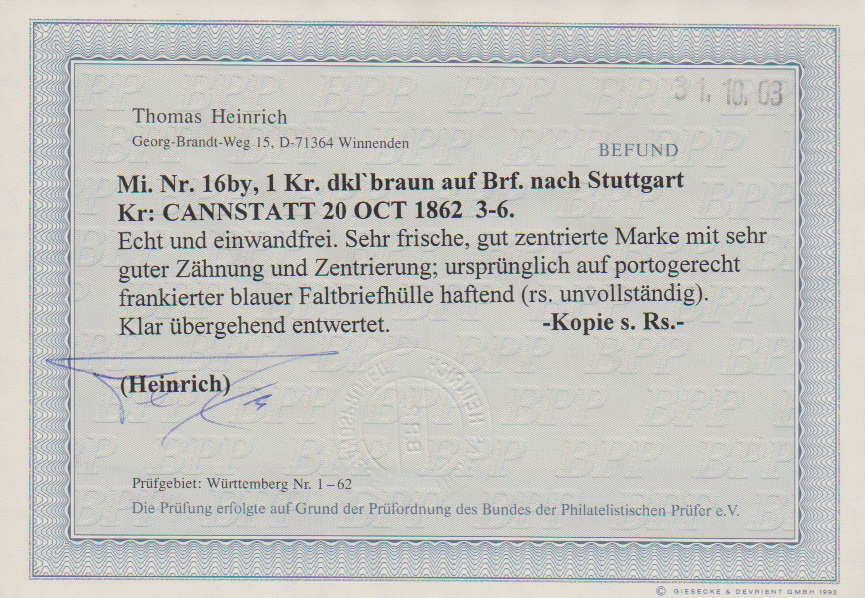 31. 10. 03
Thomas Heinrich
Georg-Brandt-Weg 15, D-71364 Winnenden
BEFUND
Mi. Nr. 16by, 1 Kr. dkl`braun auf Brf. nach Stuttgart
Kr: CANNSTATT 20 OCT 1862 3-6.
Echt und einwandfrei. Sehr frische, gut zentrierte Marke mit sehr
guter Zähnung und Zentrierung; ursprünglich auf portogerecht
frankierter blauer Faltbriefhülle haftend (rs. unvollständig).
Klar übergehend entwertet. -Kopie s. Rs.-
(Heinrich)
Prüfgebiet: Württemberg Nr. 1–62
Die Prüfung erfolgte auf Grund der Prüfordnung des Bundes der Philatelistischen Prüfer e.V.
© GIESECKE & DEVRIENT GMBH 1992